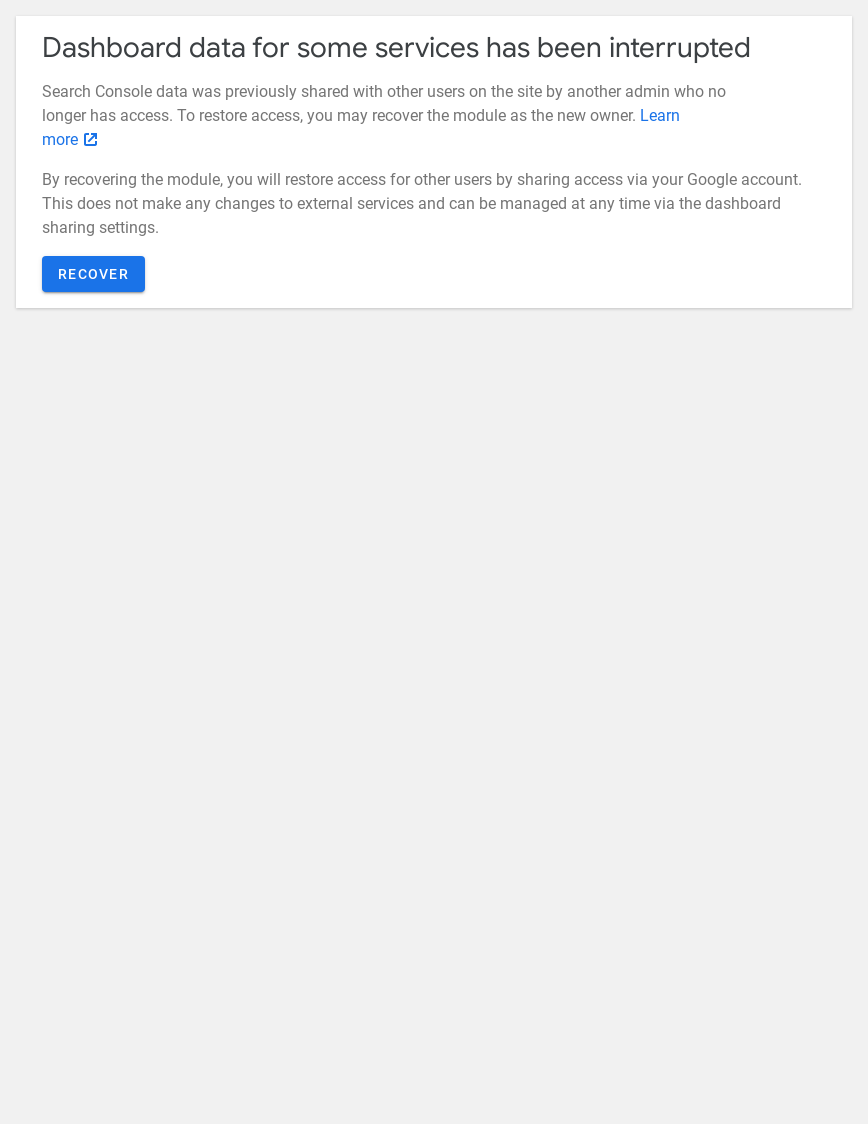 Dashboard data for some services has been interrupted
Search Console data was previously shared with other users on the site by another admin who no
longer has access. To restore access, you may recover the module as the new owner. Learn
more
By recovering the module, you will restore access for other users by sharing access via your Google account.
This does not make any changes to external services and can be managed at any time via the dashboard
sharing settings.
RECOVER